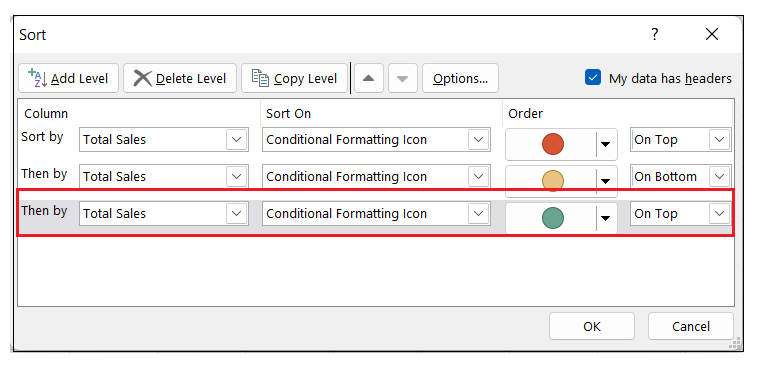 Sort ?
Add Level Delete Level Copy Level Options... My data has headers
Column Sort On Order
Sort by Total Sales Conditional Formatting Icon On Top
Then by Total Sales Conditional Formatting Icon On Bottom
Then by Total Sales Conditional Formatting Icon On Top
OK Cancel